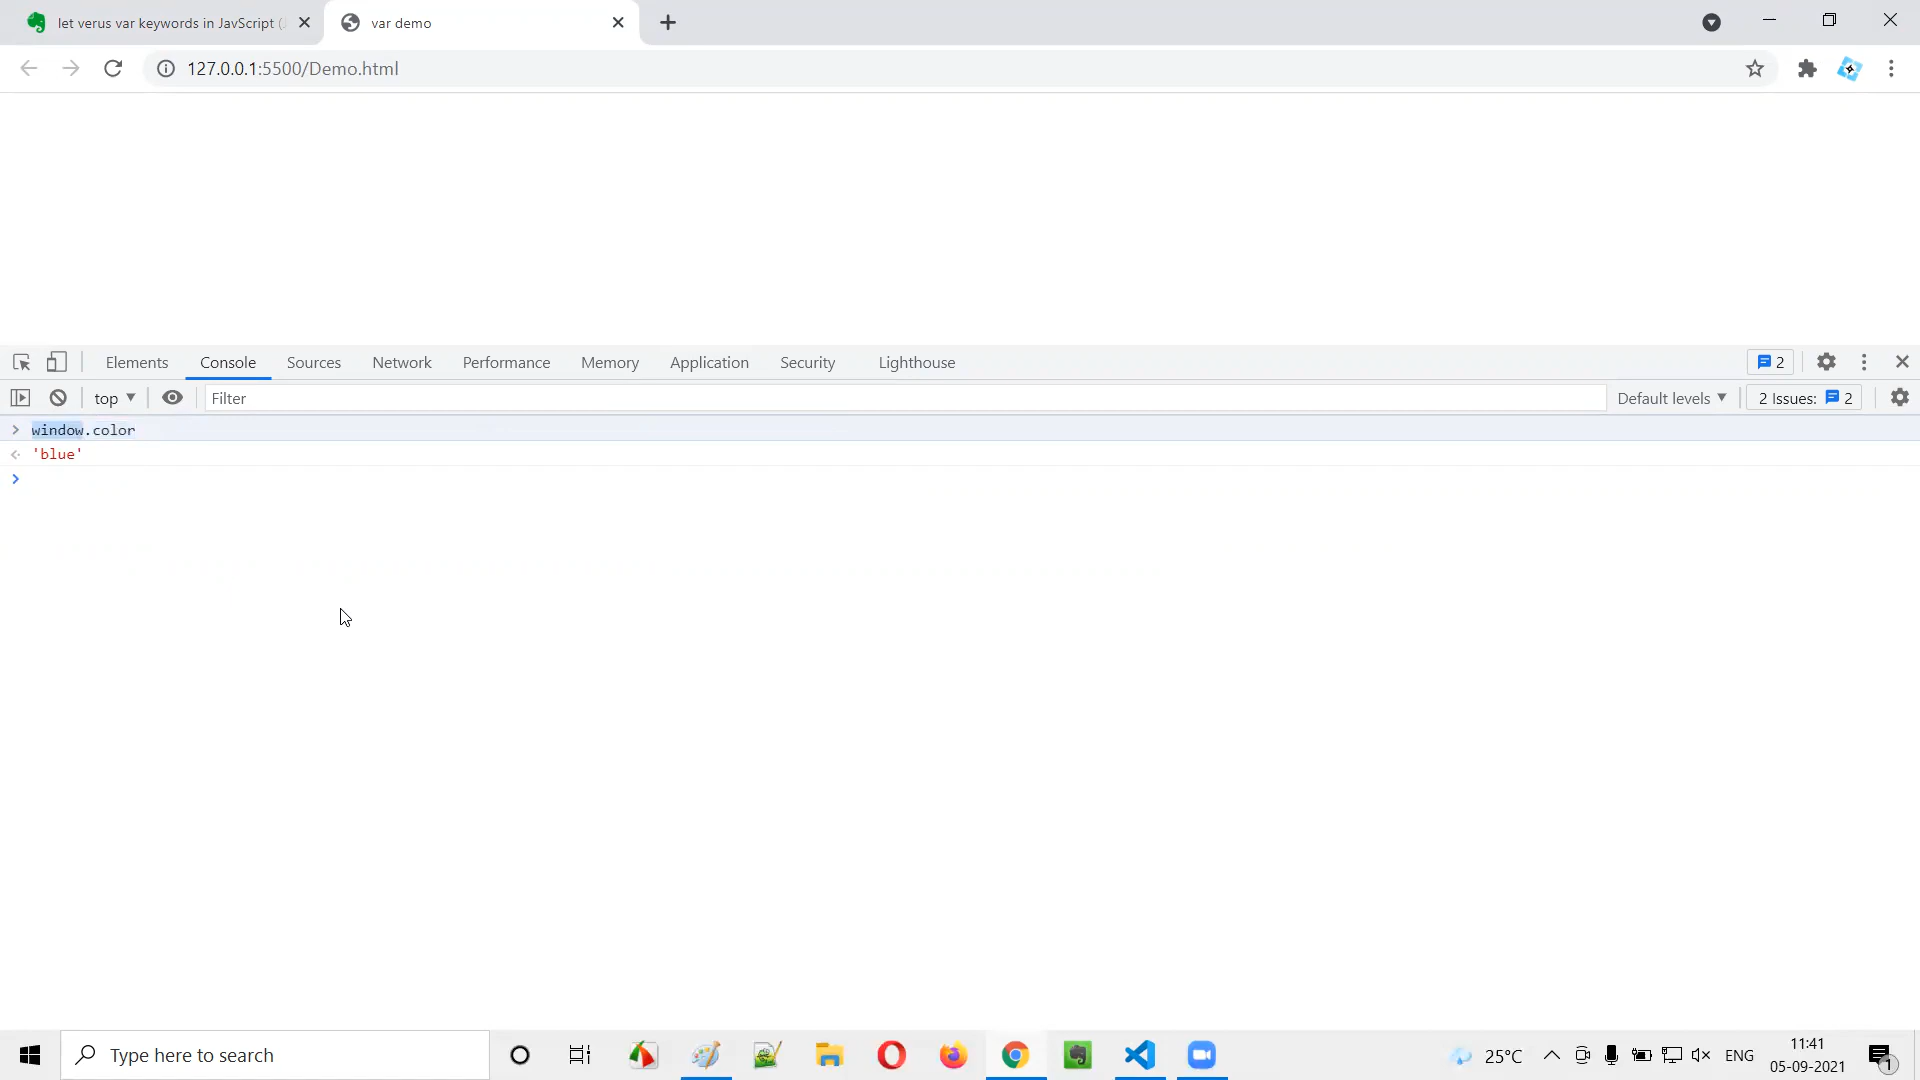 let verus var keywords in JavScript (
var demo
127.0.0.1:5500/Demo.html
Elements Console Sources Network Performance Memory Application Security Lighthouse 2
top Filter Default levels 2 Issues: 2
window.color
'blue'
Type here to search
25°C ENG 11:41
05-09-2021
1